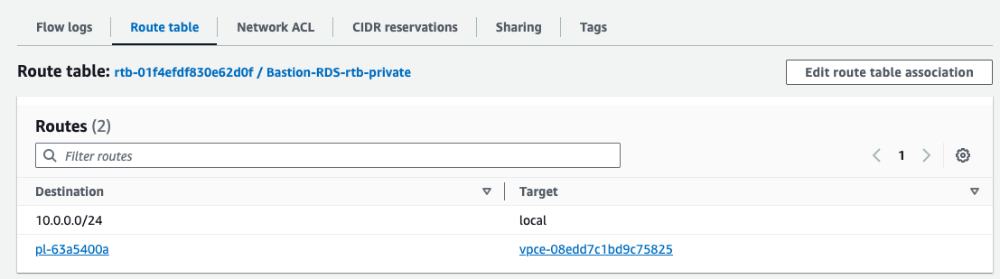 Flow logs Route table Network ACL CIDR reservations Sharing Tags
Route table: rtb-01f4efdf830e62d0f / Bastion-RDS-rtb-private Edit route table association
Routes (2)
Filter routes 1
Destination Target
10.0.0.0/24 local
pl-63a5400a vpce-08edd7c1bd9c75825